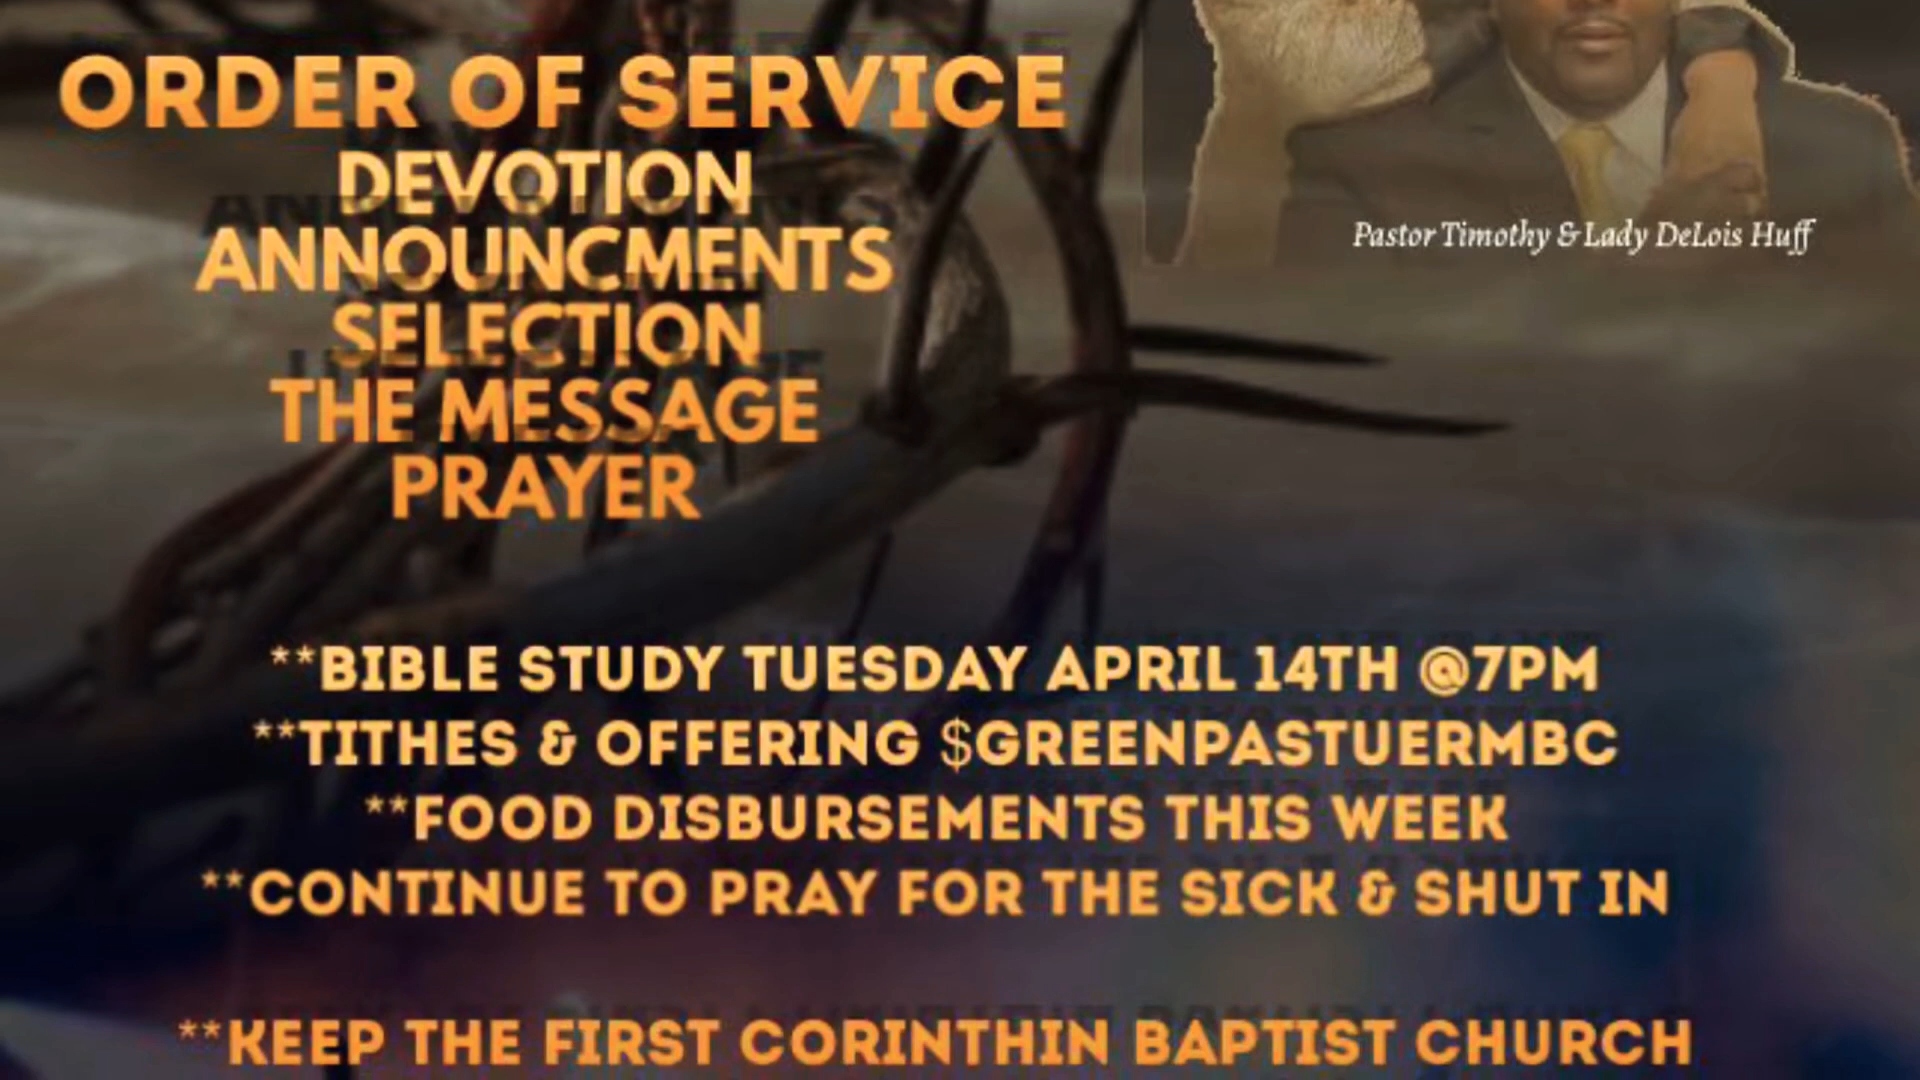 ORDER OF SERVICE
DEVOTION
ANNOUNCMENTS
SELECTION
THE MESSAGE
PRAYER
Pastor Timothy & Lady DeLois Huff
**BIBLE STUDY TUESDAY APRIL 14TH @7PM
**TITHES & OFFERING $GREENPASTUERMBC
**FOOD DISBURSEMENTS THIS WEEK
**CONTINUE TO PRAY FOR THE SICK & SHUT IN
**KEEP THE FIRST CORINTHIN BAPTIST CHURCH